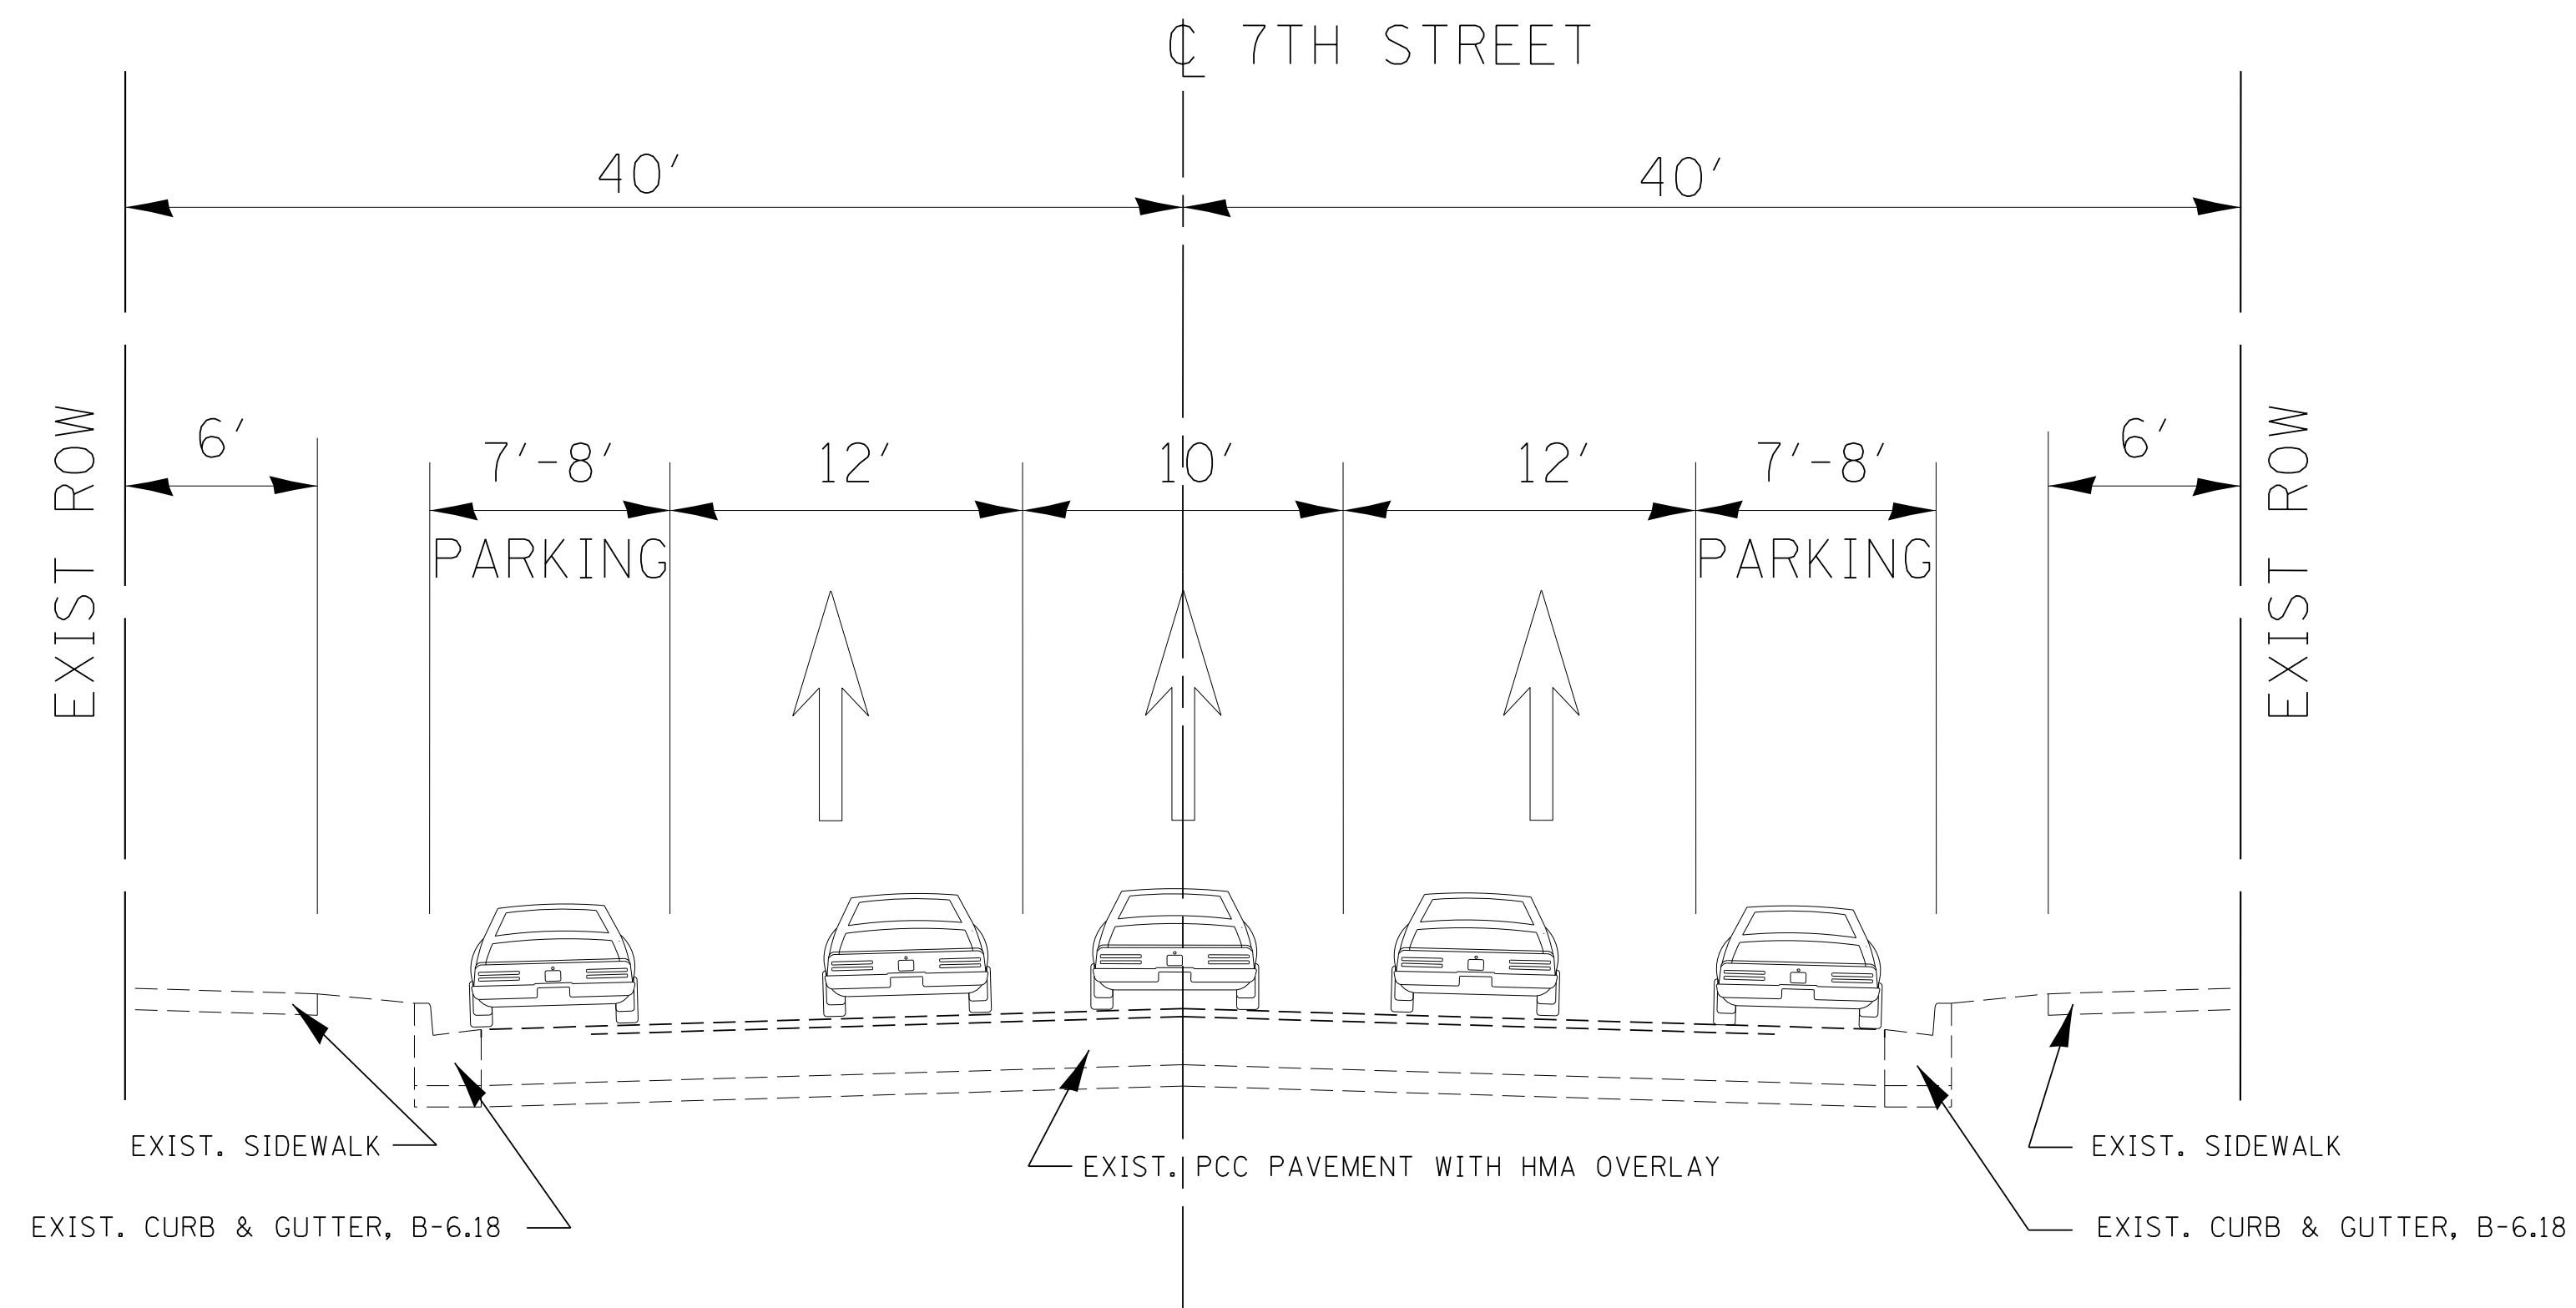 ℄ 7TH STREET
40' 40'
6' 7'-8' 12' 10' 12' 7'-8' 6'
PARKING PARKING
EXIST ROW
EXIST ROW
EXIST. SIDEWALK
EXIST. SIDEWALK
EXIST. PCC PAVEMENT WITH HMA OVERLAY
EXIST. CURB & GUTTER, B-6.18
EXIST. CURB & GUTTER, B-6.18